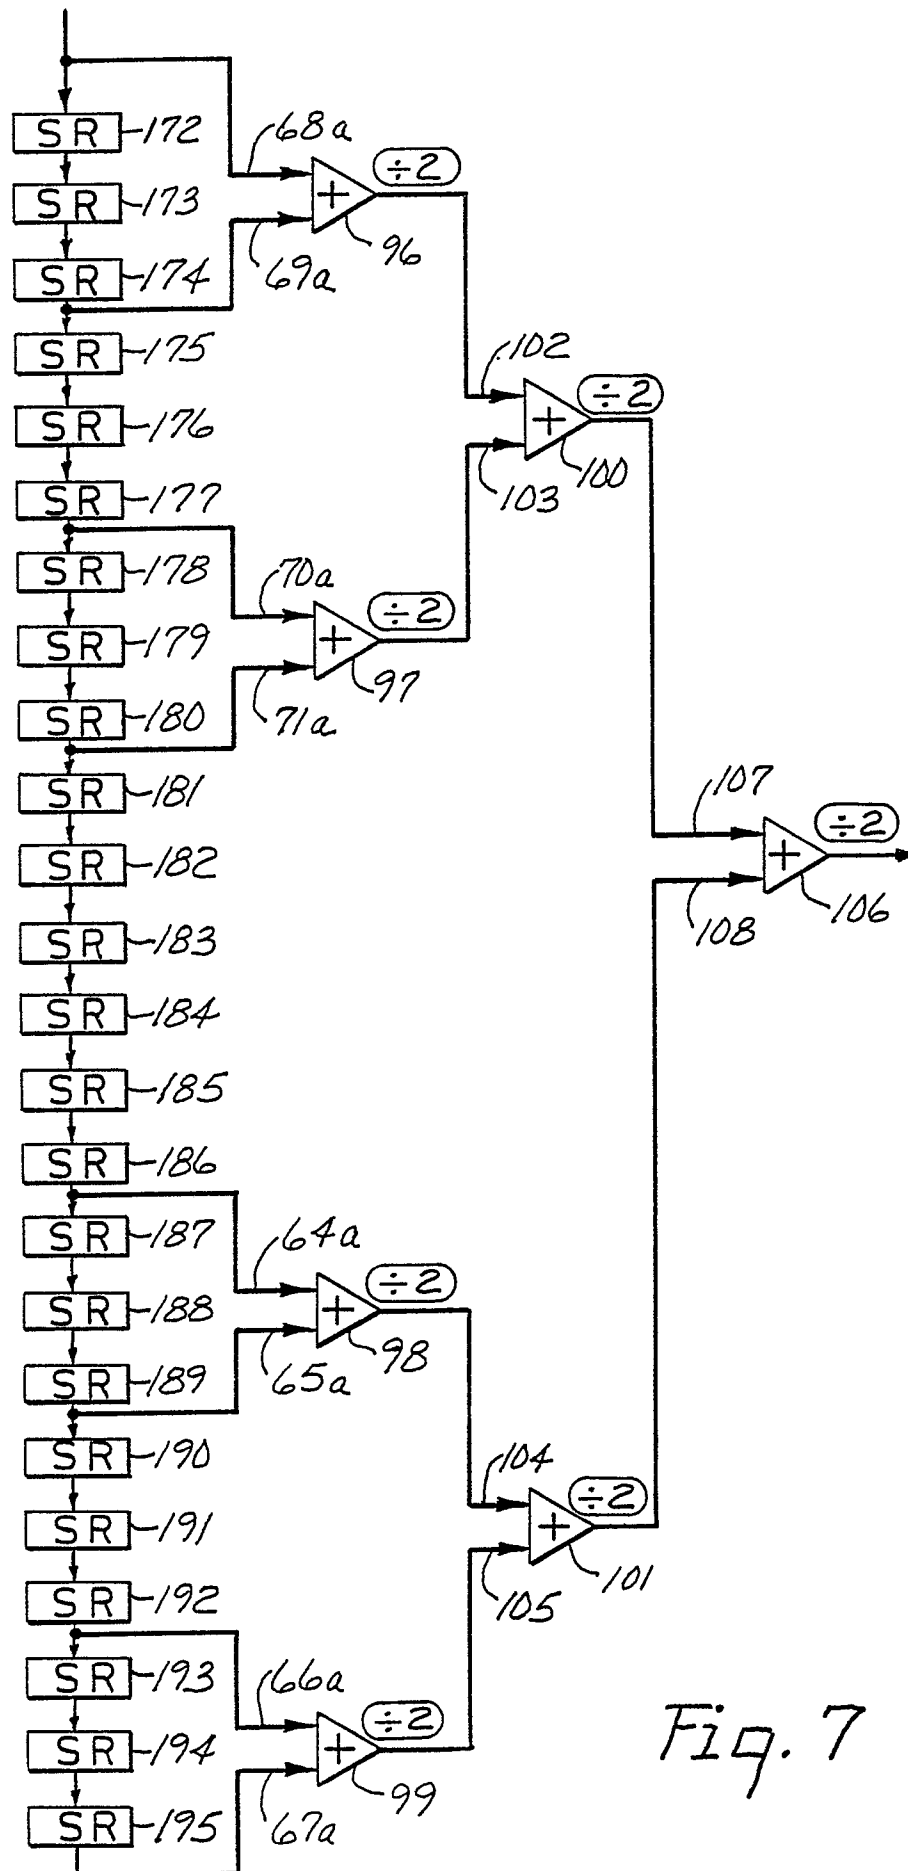 SR 172
68a
÷2
SR 173
+
96
SR 174
69a
SR 175
102
÷2
SR 176
+
100
SR 177
103
SR 178
70a
÷2
SR 179
+
97
SR 180
71a
SR 181
107
÷2
SR 182
+
106
SR 183
108
SR 184
SR 185
SR 186
SR 187
64a
÷2
SR 188
+
98
SR 189
65a
SR 190
104
÷2
SR 191
+
101
SR 192
105
SR 193
66a
÷2
SR 194
+
99
SR 195
67a
Fig. 7